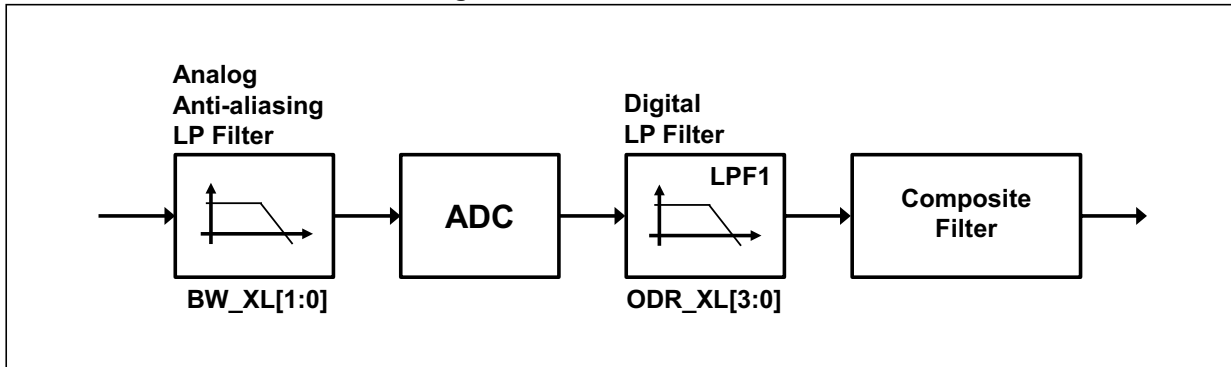 Analog
Anti-aliasing
LP Filter
BW_XL[1:0]
ADC
Digital
LP Filter
LPF1
ODR_XL[3:0]
Composite
Filter